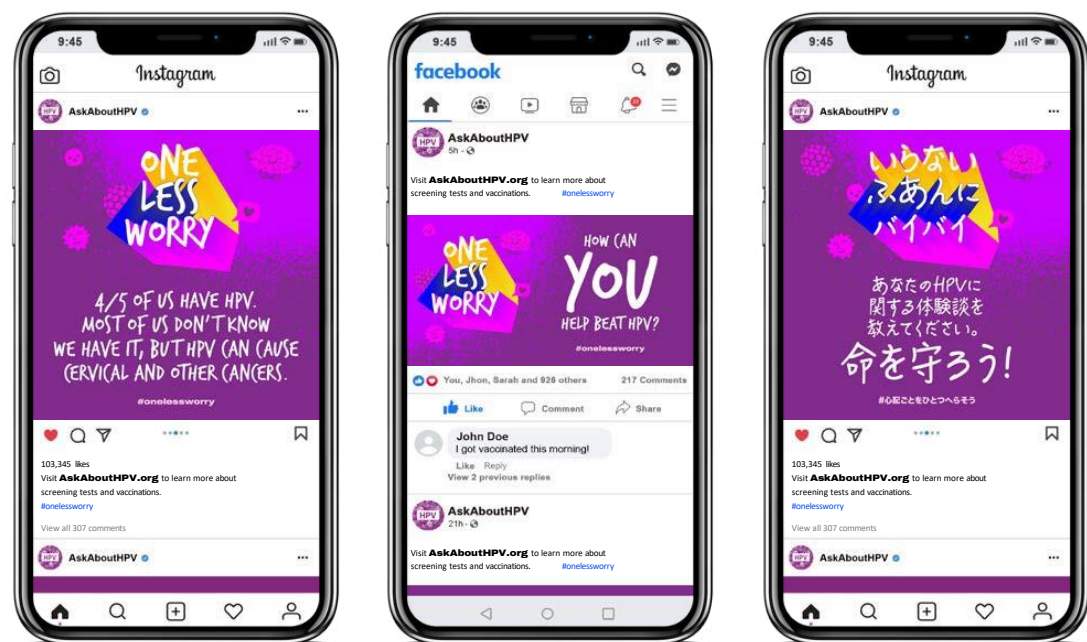 9:45
Instagram
HPV AskAboutHPV
ONE
LESS
WORRY
4/5 OF US HAVE HPV.
MOST OF US DON'T KNOW
WE HAVE IT, BUT HPV CAN CAUSE
CERVICAL AND OTHER CANCERS.
#onelessworry
103,345 likes
Visit AskAboutHPV.org to learn more about
screening tests and vaccinations.
#onelessworry
View all 307 comments
HPV AskAboutHPV
9:45
facebook
HPV AskAboutHPV
5h
Visit AskAboutHPV.org to learn more about
screening tests and vaccinations. #onelessworry
ONE
LESS
WORRY
HOW CAN
YOU
HELP BEAT HPV?
#onelessworry
You, Jhon, Sarah and 926 others 217 Comments
Like Comment Share
John Doe
I got vaccinated this morning!
Like Reply
View 2 previous replies
HPV AskAboutHPV
21h
Visit AskAboutHPV.org to learn more about
screening tests and vaccinations. #onelessworry
9:45
Instagram
HPV AskAboutHPV
いらない
ふあんに
バイバイ
あなたのHPVに
関する体験談を
教えてください。
命を守ろう!
#心配ごとをひとつへらそう
103,345 likes
Visit AskAboutHPV.org to learn more about
screening tests and vaccinations.
#onelessworry
View all 307 comments
HPV AskAboutHPV